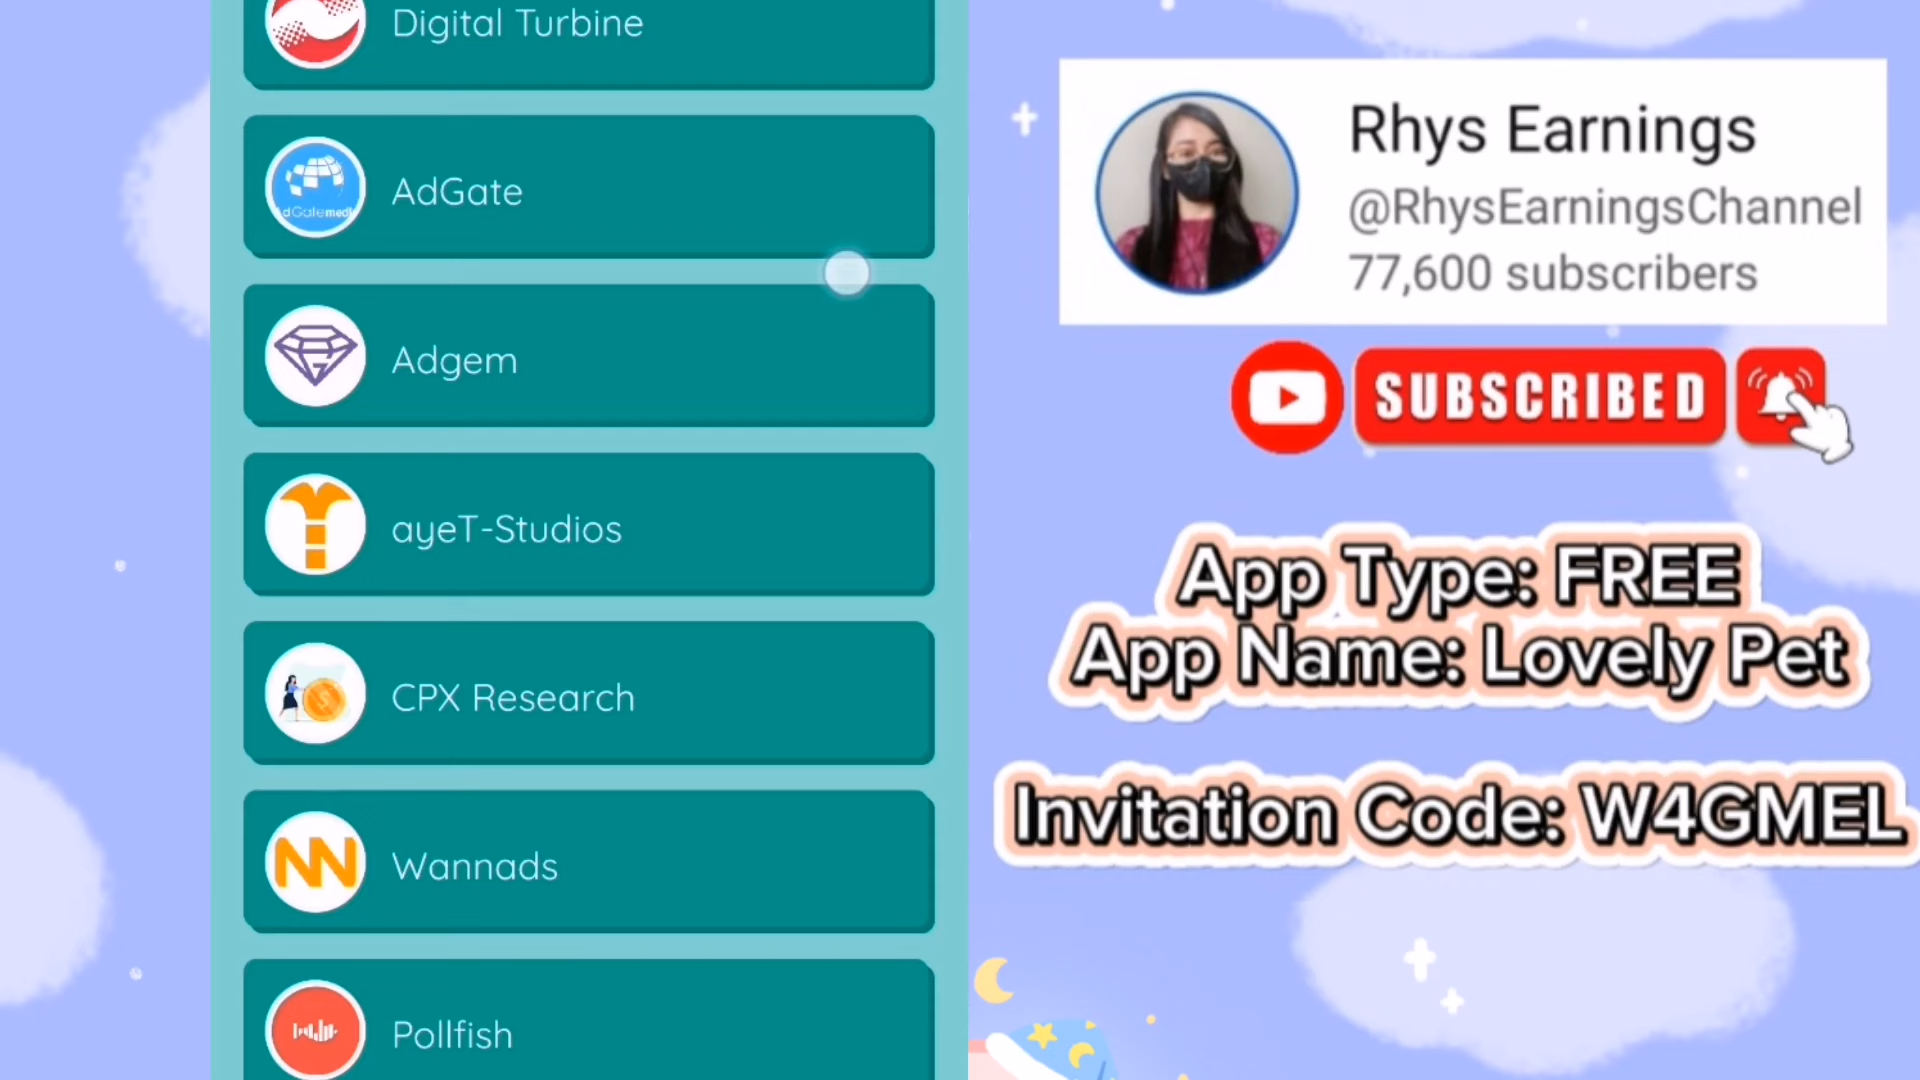 Digital Turbine
AdGate
dGatemedi
Adgem
ayeT-Studios
CPX Research
Wannads
Pollfish
Rhys Earnings
@RhysEarningsChannel
77,600 subscribers
SUBSCRIBED
App Type: FREE
App Name: Lovely Pet
Invitation Code: W4GMEL